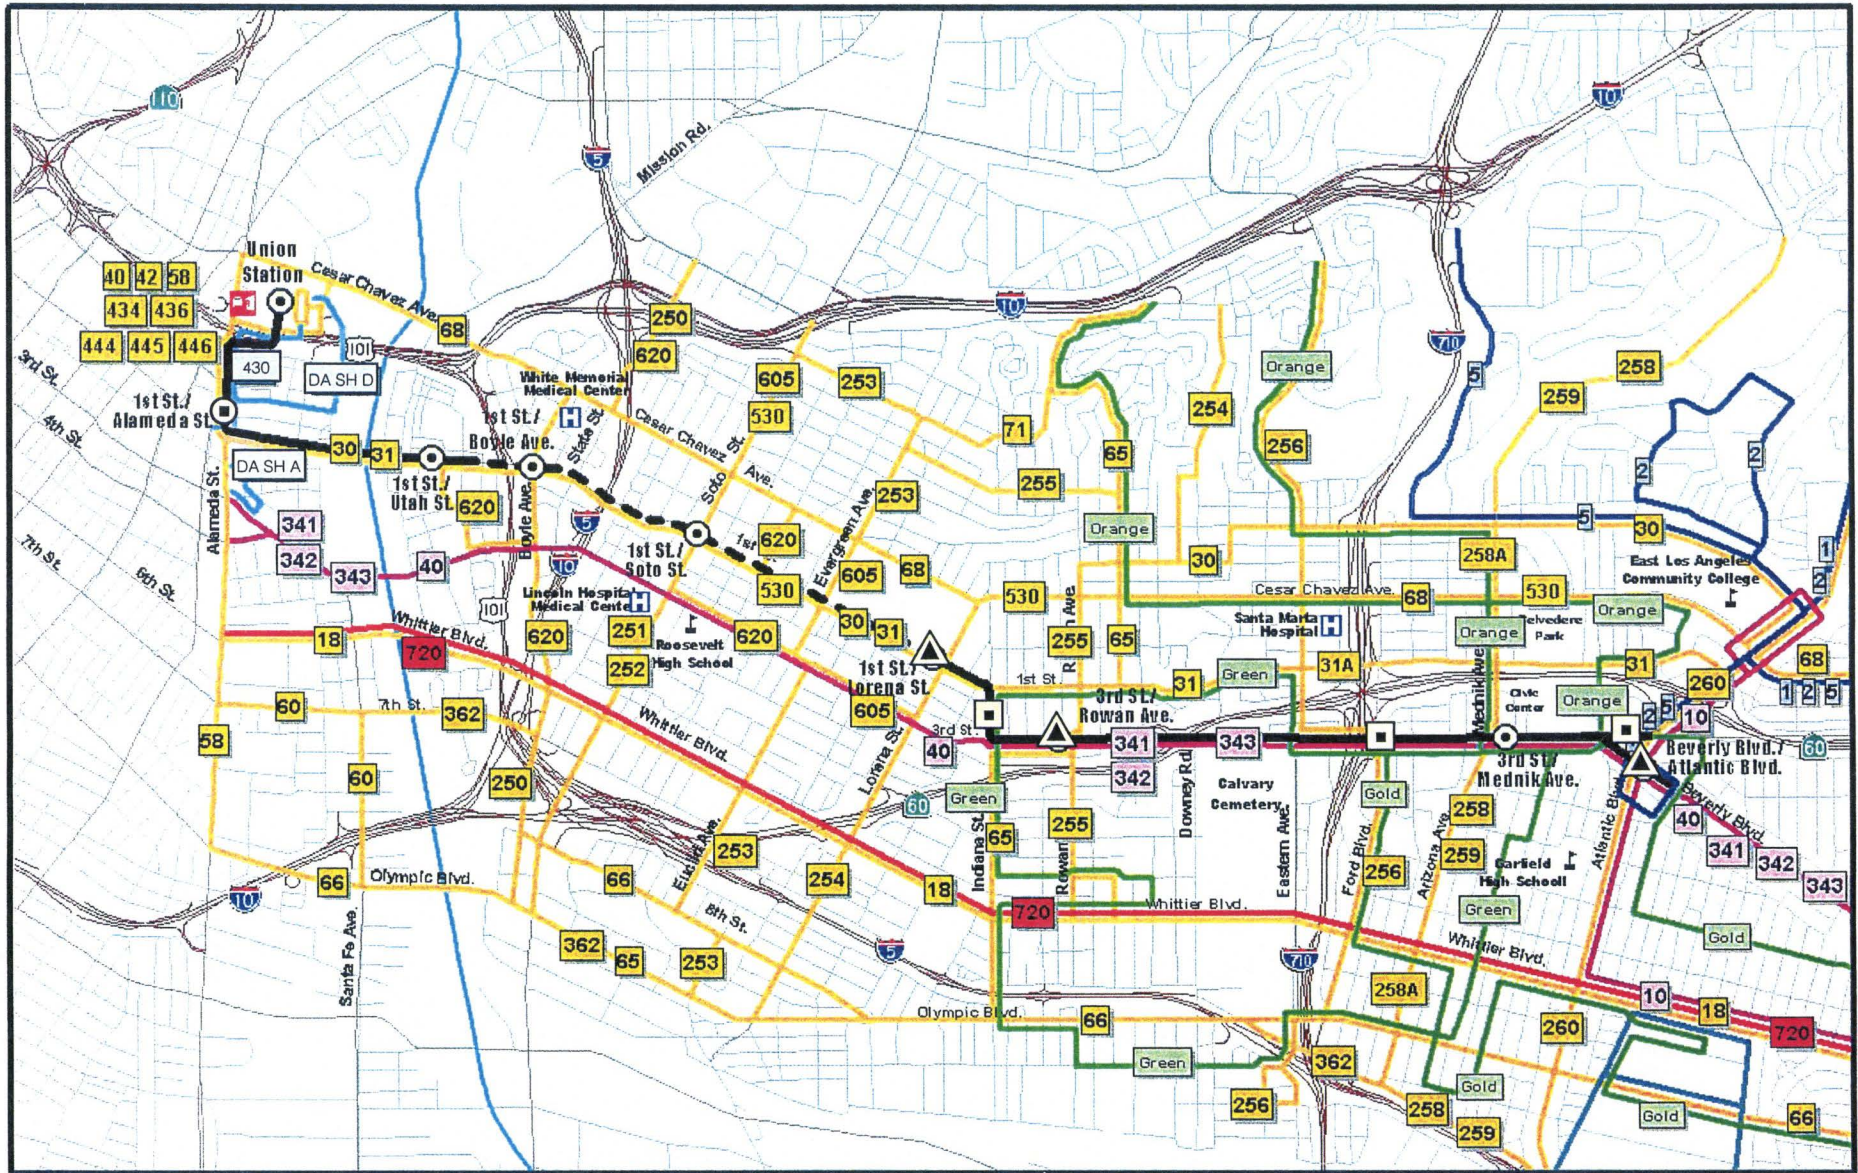 110
10
5
Mission Rd.
Union
Station
Cesar Chavez Ave.
40 42 58
434 436
444 445 446
68
250
10
101
430
DASH D
620
710
Orange
258
5
3rd St.
White Memorial
Medical Center
605
253
259
1st St./
Alameda St.
1st St./
Boyle Ave.
State St.
Cesar Chavez Ave.
530
254
71
4th St.
30 31
Soto St.
65
256
2
2
DASH A
1st St./
Utah St.
620
255
253
Alameda St.
Boyle Ave.
5
Evergreen Ave.
Orange
5
30
341
342
343
40
10
1st St./
Soto St.
1st
620
605
68
30
258A
East Los Angeles
Community College
1
2
7th St.
6th St.
Lincoln Hospital
Medical Center
530
530
Cesar Chavez Ave.
68
530
Orange
101
Whittier Blvd.
18
720
620
251
252
Roosevelt
High School
620
30
31
255
65
Santa Marta
Hospital
Orange
Belvedere
Park
1st St./
Lorena St.
1st St.
31
Green
31A
31
68
60
7th St.
362
605
3rd St./
Rowan Ave.
Mednik Ave.
Civic
Center
Orange
260
1 2 5
58
Whittier Blvd.
3rd St.
40
341
343
342
2
5
10
60
60
250
Lorena St.
60
Green
Downey Rd.
Calvary
Cemetery
3rd St./
Mednik Ave.
Beverly Blvd./
Atlantic Blvd.
Gold
Indiana St.
65
255
Rowan
Eastern Ave.
Ford Blvd.
Arizona Ave.
258
259
Atlantic Blvd.
Beverly Blvd.
40
341
342
343
253
66
Olympic Blvd.
10
66
254
18
256
Garfield
High School
8th St.
720
Whittier Blvd.
Green
Santa Fe Ave.
362
65
253
5
710
Whittier Blvd.
Gold
258A
10
18
720
Olympic Blvd.
66
260
Green
362
Gold
256
258
259
Gold
66